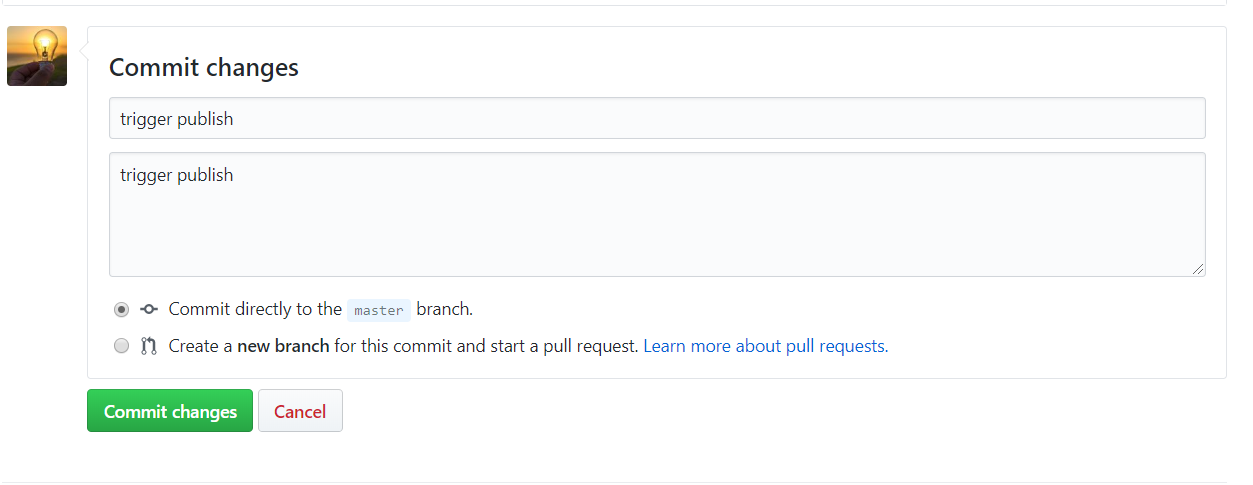 Commit changes
trigger publish
trigger publish
Commit directly to the master branch.
Create a new branch for this commit and start a pull request. Learn more about pull requests.
Commit changes Cancel